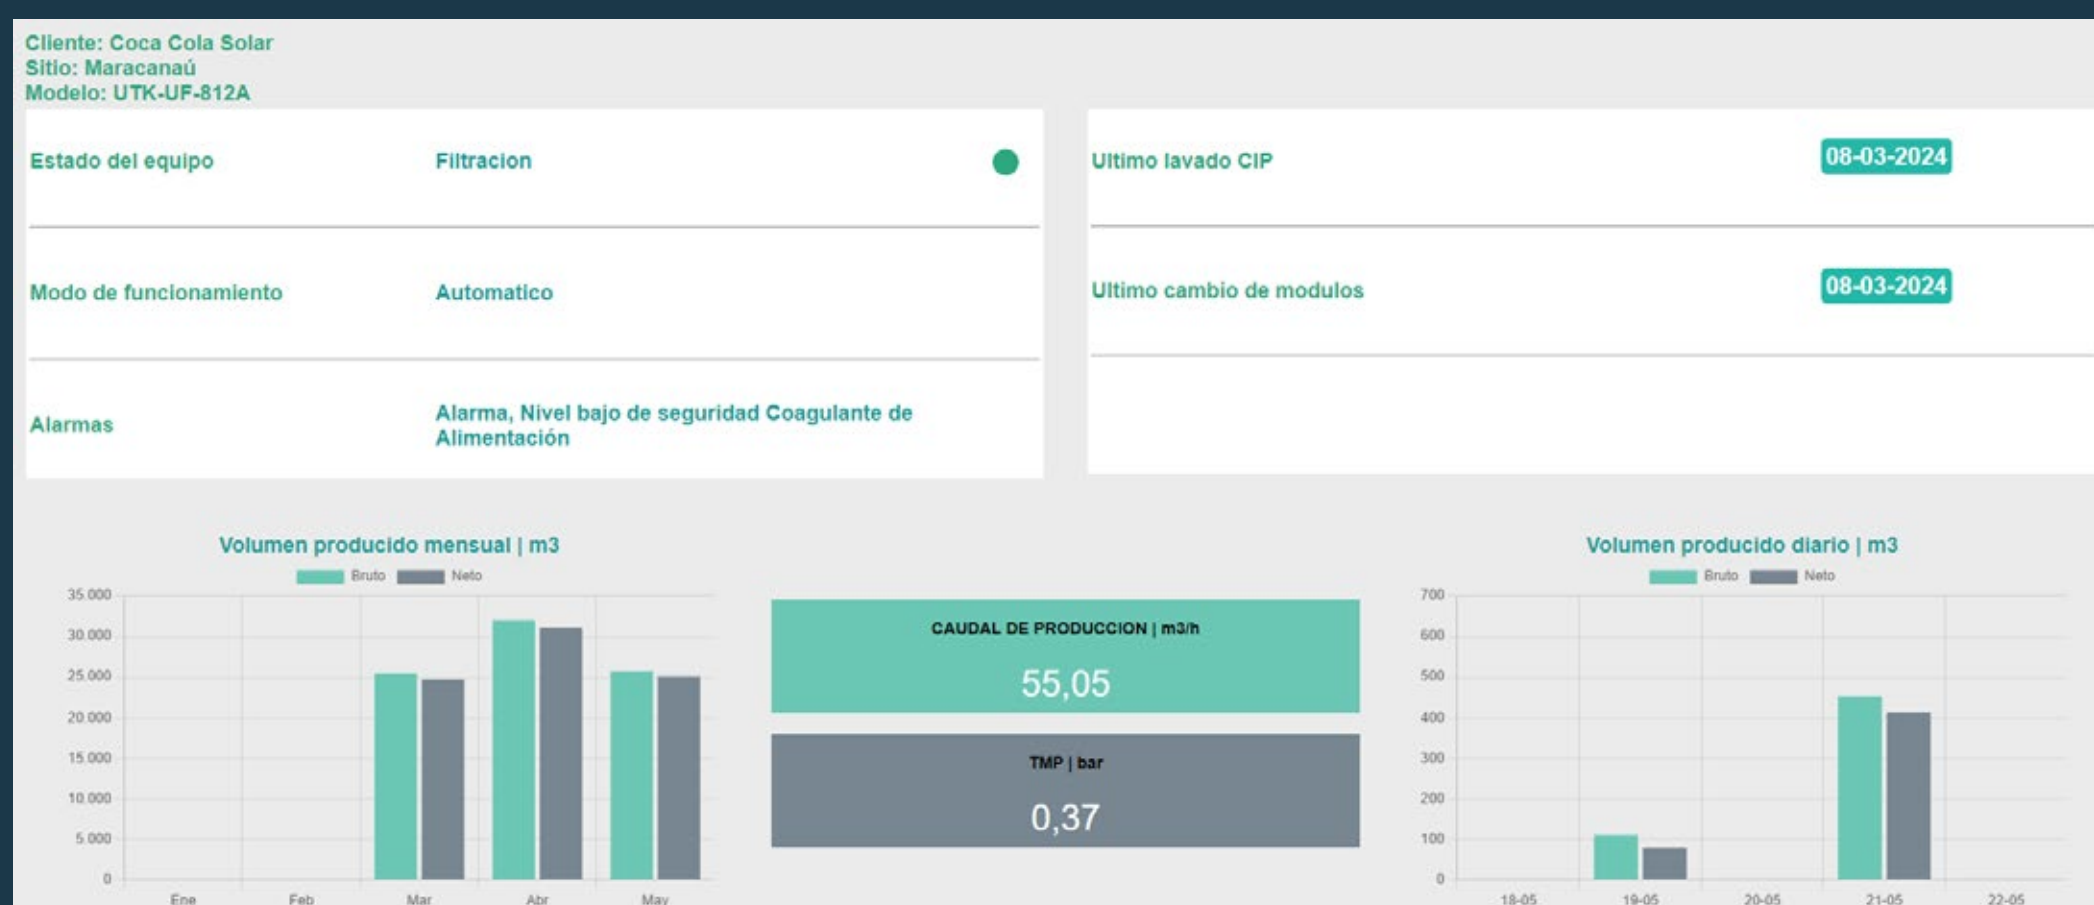 Cliente: Coca Cola Solar
Sitio: Maracanaú
Modelo: UTK-UF-812A
Estado del equipo
Filtracion
Modo de funcionamiento
Automatico
Alarmas
Alarma, Nivel bajo de seguridad Coagulante de
Alimentación
Ultimo lavado CIP
08-03-2024
Ultimo cambio de modulos
08-03-2024
Volumen producido mensual | m3
Bruto
Neto
35.000
30.000
25.000
20.000
15.000
10.000
5.000
0
Ene
Feb
Mar
Abr
May
CAUDAL DE PRODUCCION | m3/h
55,05
TMP | bar
0,37
Volumen producido diario | m3
Bruto
Neto
700
600
500
400
300
200
100
0
18-05
19-05
20-05
21-05
22-05